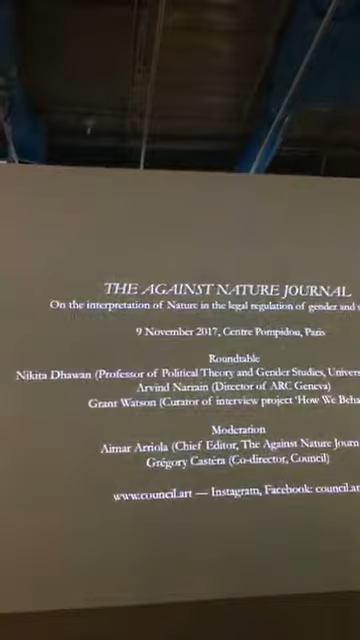 THE AGAINST NATURE JOURNAL
On the interpretation of Nature in the legal regulation of gender and
9 November 2017, Centre Pompidou, Paris
Roundtable
Nikita Dhawan (Professor of Political Theory and Gender Studies,
Arvind Narrain (Director of ARC Geneva)
Grant Watson (Curator of interview project 'How We
Moderation
Aimar Arriola (Chief Editor, The Against Nature
Grégory Castéra (Co-director, Council)
www.council.art — Instagram, Facebook: